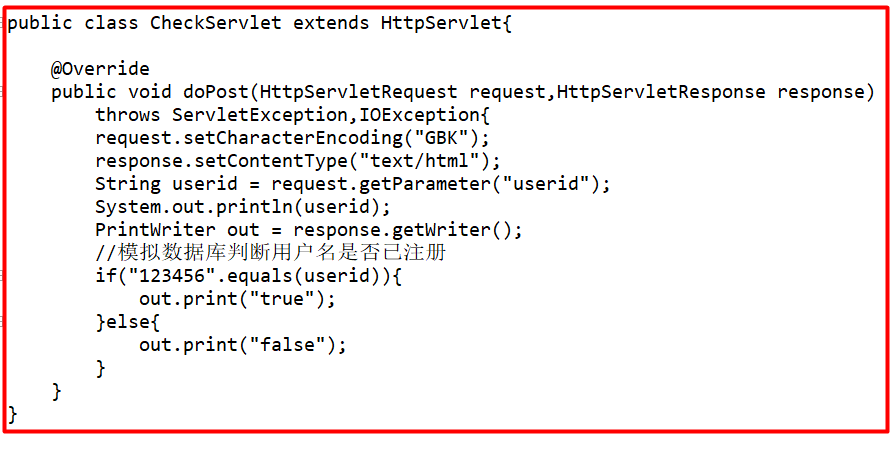 public class CheckServlet extends HttpServlet{
@Override
public void doPost(HttpServletRequest request,HttpServletResponse response)
throws ServletException,IOException{
request.setCharacterEncoding("GBK");
response.setContentType("text/html");
String userid = request.getParameter("userid");
System.out.println(userid);
PrintWriter out = response.getWriter();
//模拟数据库判断用户名是否已注册
if("123456".equals(userid)){
out.print("true");
}else{
out.print("false");
}
}
}